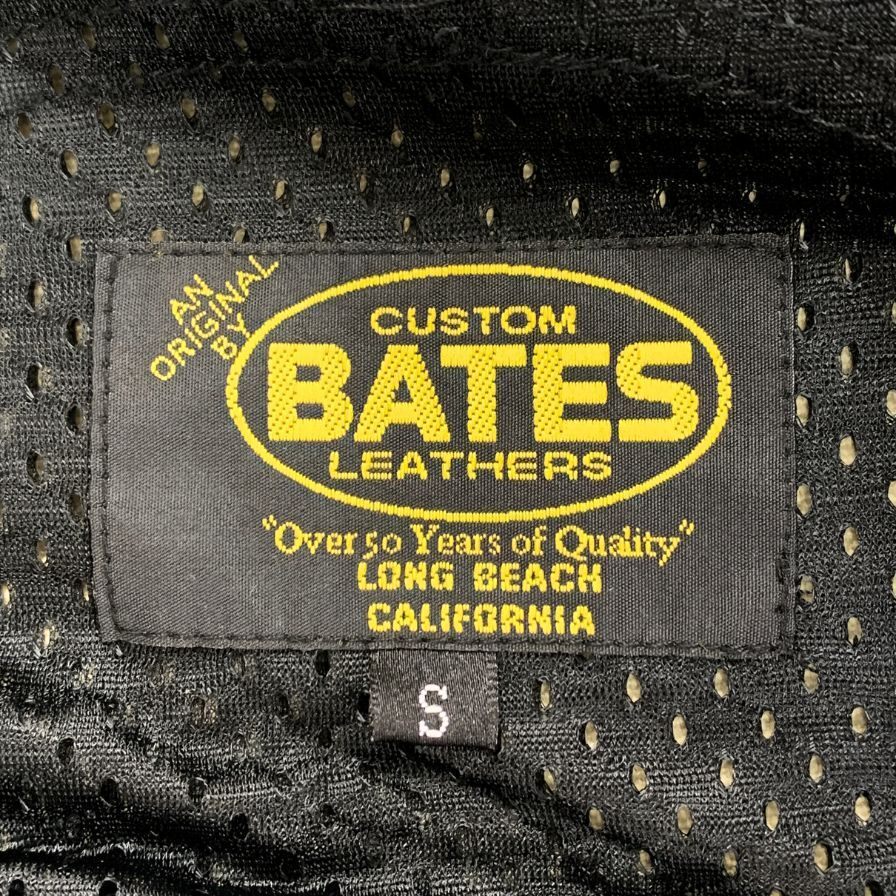 AN
ORIGINAL
BY
CUSTOM
BATES
LEATHERS
"Over 50 Years of Quality"
LONG BEACH
CALIFORNIA
S